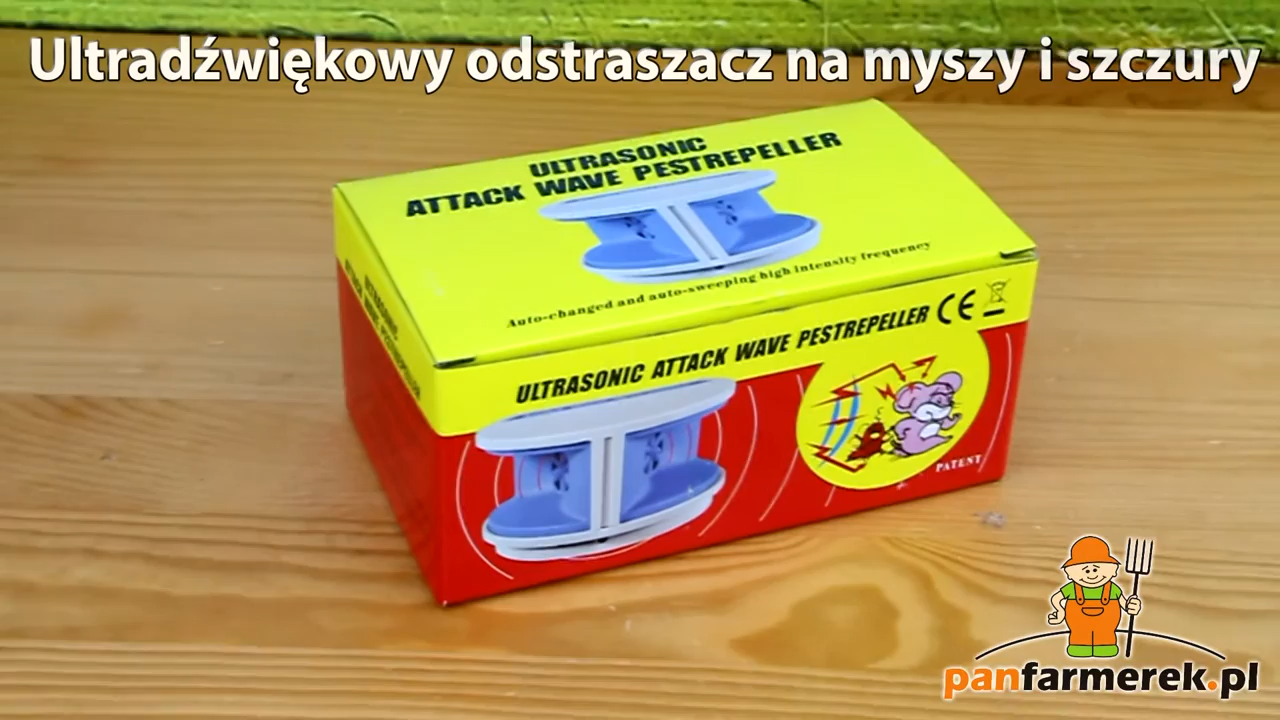 Ultradźwiękowy odstraszacz na myszy i szczury
ULTRASONIC
ATTACK WAVE PESTREPELLER
Auto-changed and auto-sweeping high intensity frequency
ULTRASONIC ATTACK WAVE PESTREPELLER CE
PATENT
panfarmerek.pl